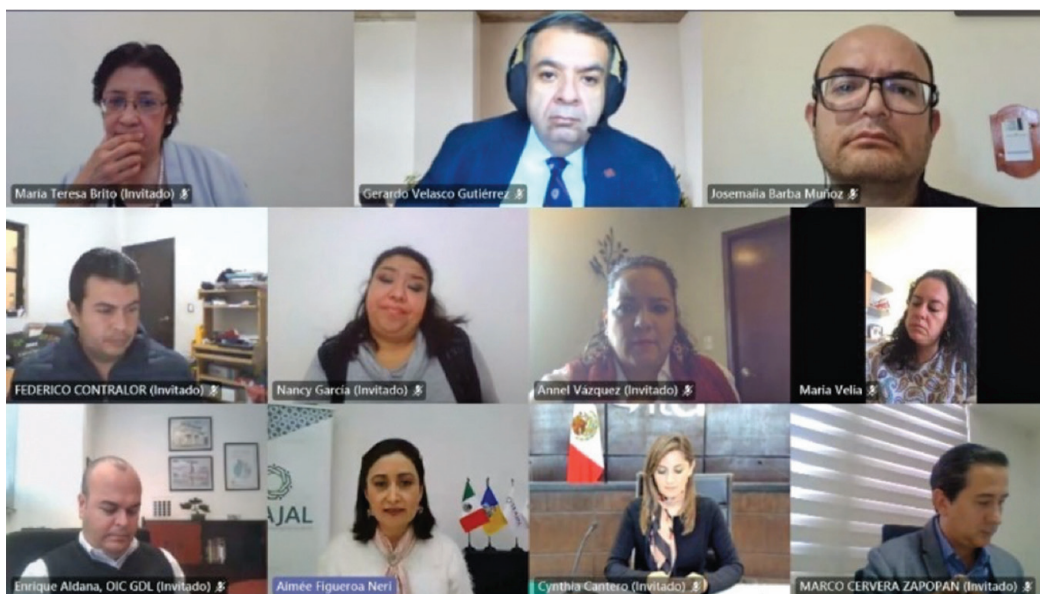 María Teresa Brito (Invitado)
Gerardo Velasco Gutiérrez
Josemaiia Barba Muñoz
FEDERICO CONTRALOR (Invitado)
Nancy García (Invitado)
Annel Vázquez (Invitado)
Maria Velia
Enrique Aldana, OIC GDL (Invitado)
AJAL
Aimée Figueroa Neri
Cynthia Cantero (Invitado)
MARCO CERVERA ZAPOPAN (Invitado)